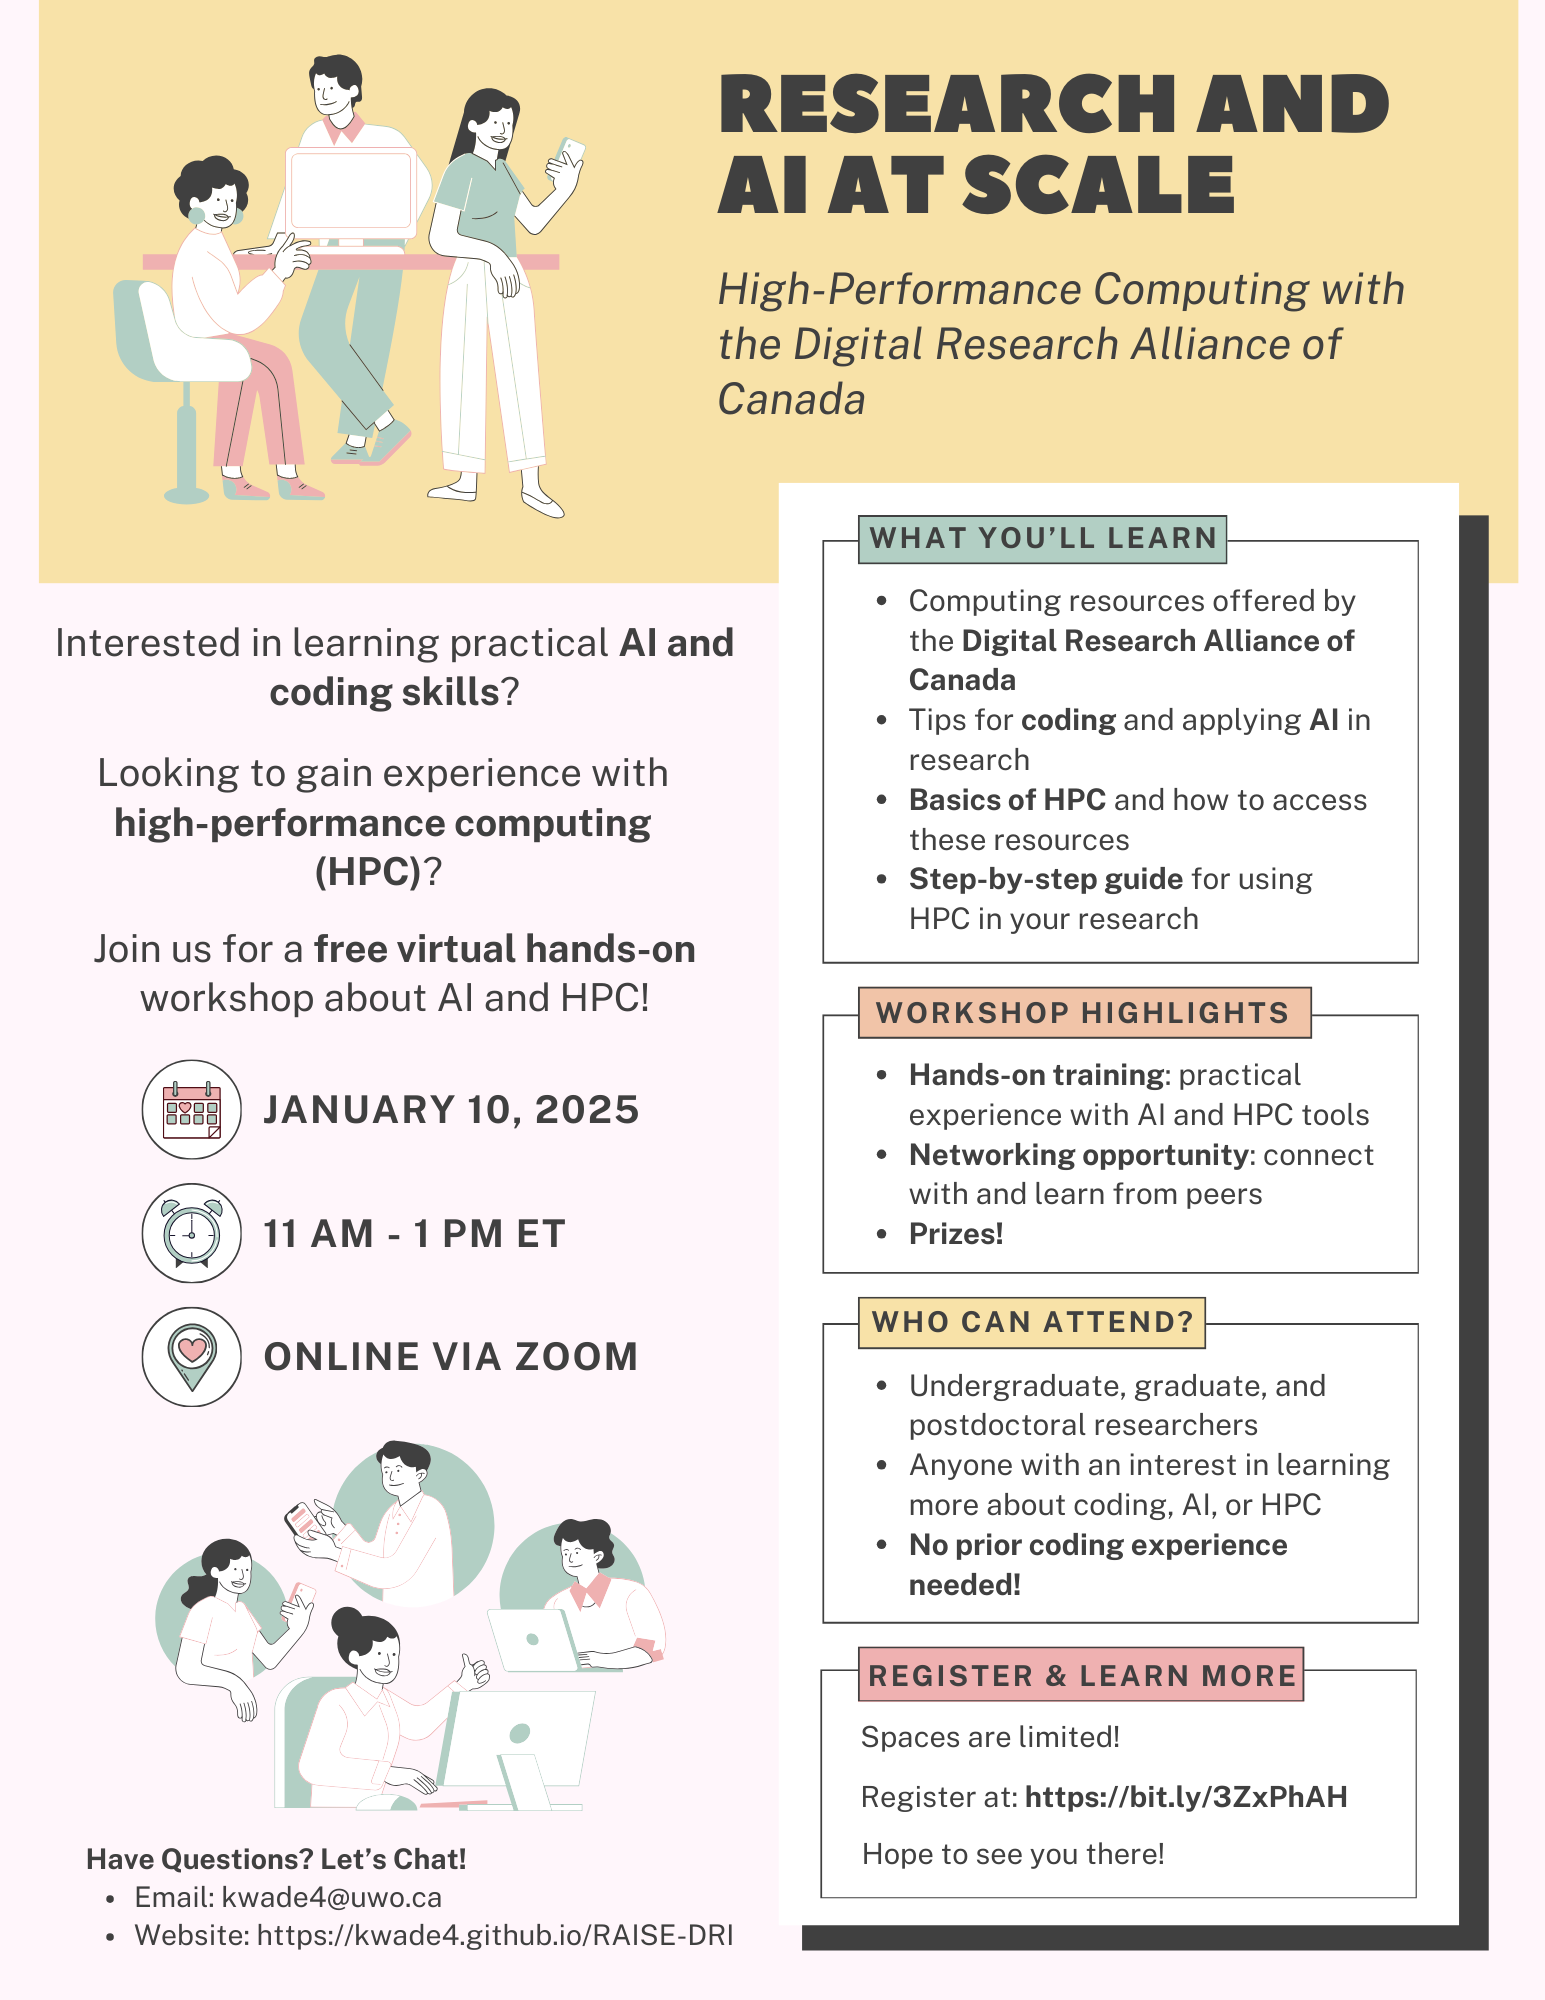 RESEARCH AND
AI AT SCALE
High-Performance Computing with
the Digital Research Alliance of
Canada
Interested in learning practical AI and
coding skills?
Looking to gain experience with
high-performance computing
(HPC)?
Join us for a free virtual hands-on
workshop about AI and HPC!
JANUARY 10, 2025
11 AM - 1 PM ET
ONLINE VIA ZOOM
Have Questions? Let's Chat!
• Email: kwade4@uwo.ca
• Website: https://kwade4.github.io/RAISE-DRI
WHAT YOU'LL LEARN
• Computing resources offered by
the Digital Research Alliance of
Canada
• Tips for coding and applying AI in
research
• Basics of HPC and how to access
these resources
• Step-by-step guide for using
HPC in your research
WORKSHOP HIGHLIGHTS
• Hands-on training: practical
experience with AI and HPC tools
• Networking opportunity: connect
with and learn from peers
• Prizes!
WHO CAN ATTEND?
• Undergraduate, graduate, and
postdoctoral researchers
• Anyone with an interest in learning
more about coding, AI, or HPC
• No prior coding experience
needed!
REGISTER & LEARN MORE
Spaces are limited!
Register at: https://bit.ly/3ZxPhAH
Hope to see you there!